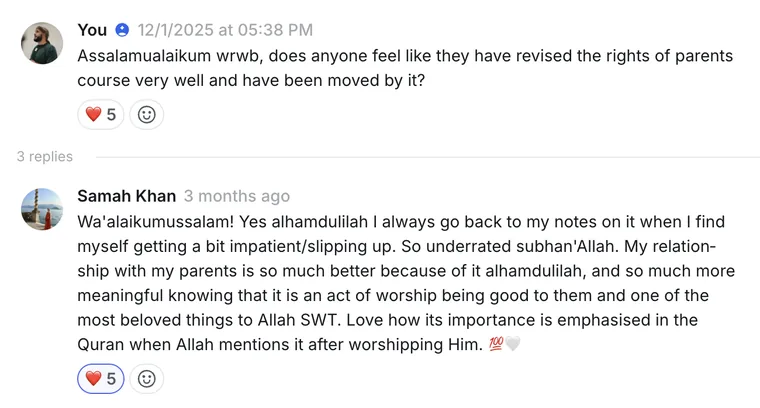 You 12/1/2025 at 05:38 PM
Assalamualaikum wrwb, does anyone feel like they have revised the rights of parents
course very well and have been moved by it?
❤️ 5
3 replies
Samah Khan 3 months ago
Wa'alaikumussalam! Yes alhamdulilah I always go back to my notes on it when I find
myself getting a bit impatient/slipping up. So underrated subhan'Allah. My relation-
ship with my parents is so much better because of it alhamdulilah, and so much more
meaningful knowing that it is an act of worship being good to them and one of the
most beloved things to Allah SWT. Love how its importance is emphasised in the
Quran when Allah mentions it after worshipping Him. 💯🤍
❤️ 5